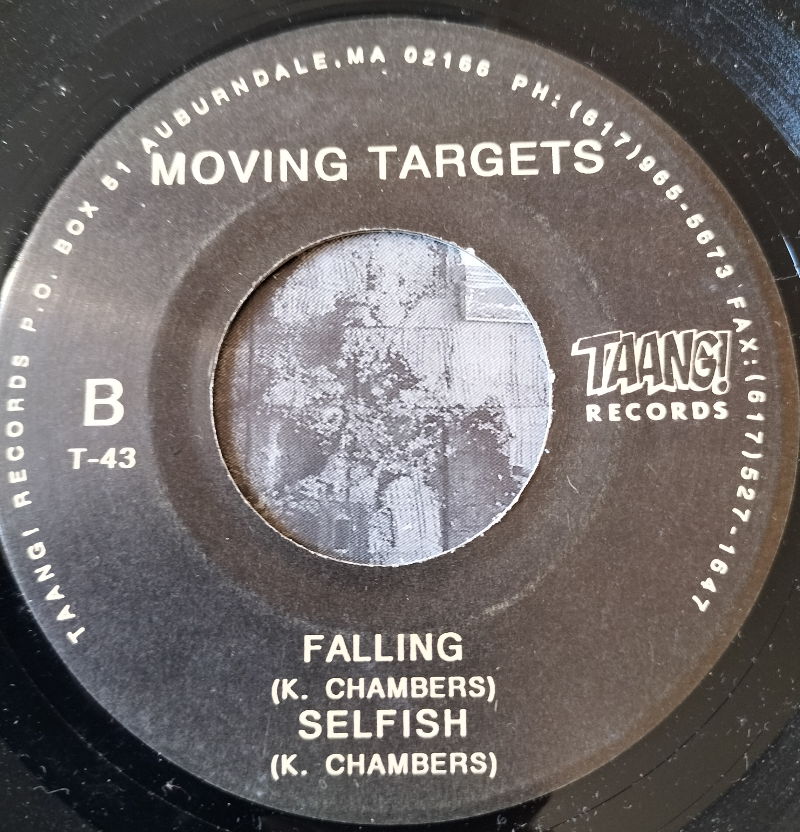 TAANG! RECORDS P.O. BOX 51 AUBURNDALE, MA 02166 PH: (617) 965-5673 FAX: (617) 527-1647
MOVING TARGETS
TAANG!
RECORDS
B
T-43
FALLING
(K. CHAMBERS)
SELFISH
(K. CHAMBERS)